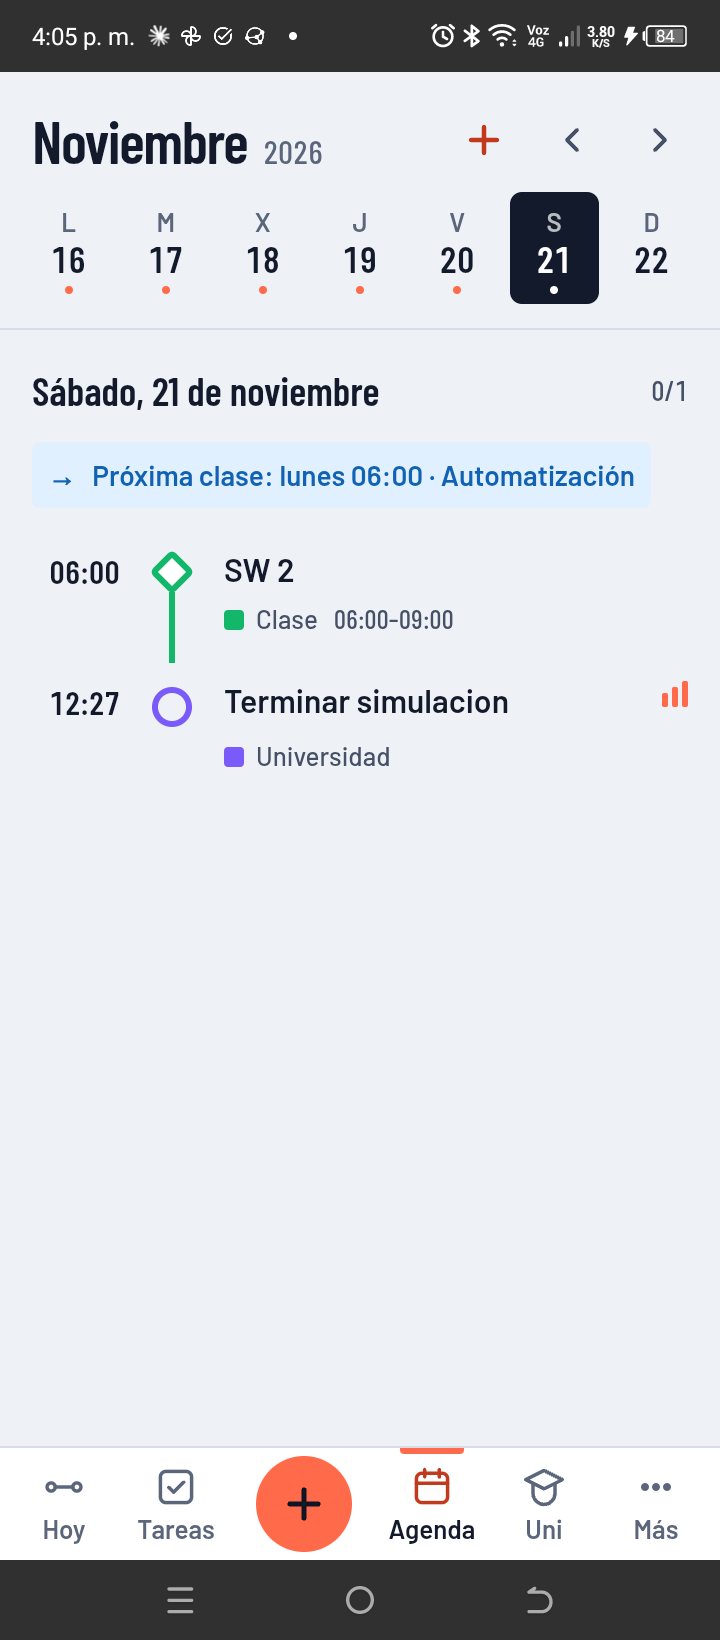 4:05 p. m. Voz 4G 3.80 K/S 84
Noviembre 2026
L M X J V S D
16 17 18 19 20 21 22
Sábado, 21 de noviembre 0/1
→ Próxima clase: lunes 06:00 · Automatización
06:00 SW 2
Clase 06:00–09:00
12:27 Terminar simulacion
Universidad
Hoy Tareas Agenda Uni Más